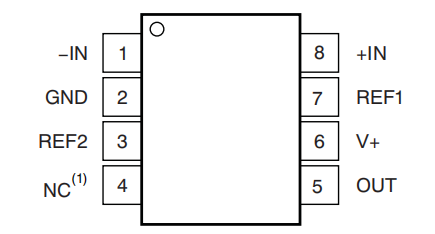 –IN 1 8 +IN
GND 2 7 REF1
REF2 3 6 V+
NC(1) 4 5 OUT